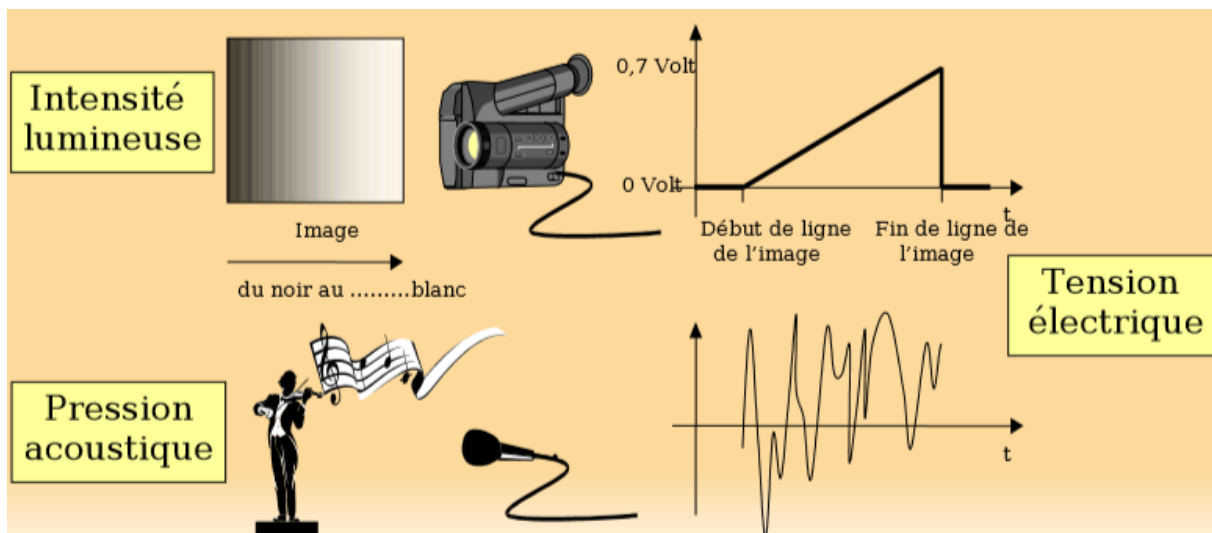 Intensité
lumineuse
Image
du noir au .........blanc
0,7 Volt
0 Volt
t
Début de ligne
de l'image
Fin de ligne de
l'image
Tension
électrique
Pression
acoustique
t